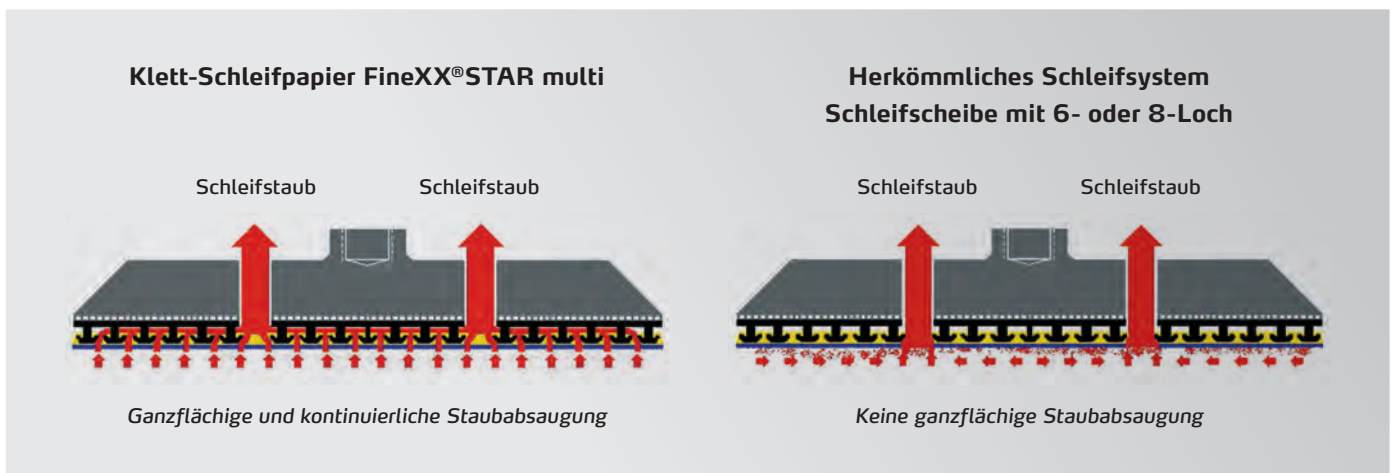 Klett-Schleifpapier FineXX®STAR multi
Schleifstaub Schleifstaub
Ganzflächige und kontinuierliche Staubabsaugung
Herkömmliches Schleifsystem
Schleifscheibe mit 6- oder 8-Loch
Schleifstaub Schleifstaub
Keine ganzflächige Staubabsaugung